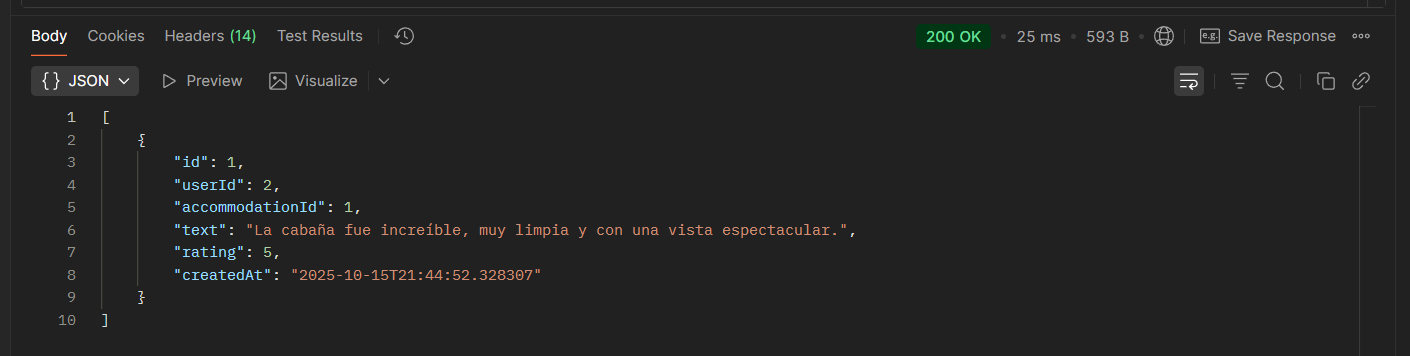 Body Cookies Headers (14) Test Results 200 OK • 25 ms • 593 B e.g. Save Response
{} JSON Preview Visualize
1 [
2 {
3 "id": 1,
4 "userId": 2,
5 "accommodationId": 1,
6 "text": "La cabaña fue increíble, muy limpia y con una vista espectacular.",
7 "rating": 5,
8 "createdAt": "2025-10-15T21:44:52.328307"
9 }
10 ]